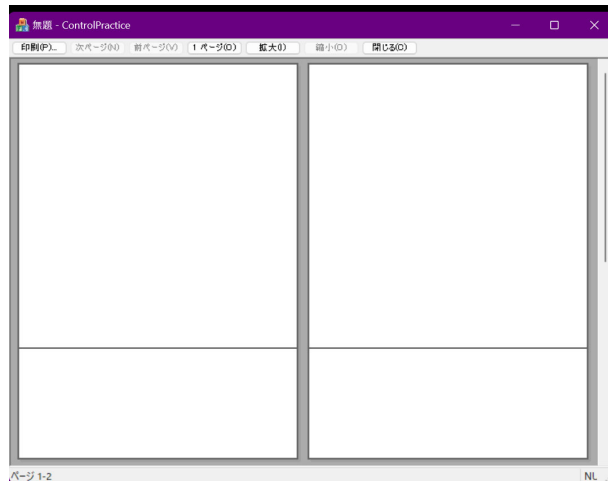 無題 - ControlPractice
印刷(P)... 次ページ(N) 前ページ(V) 1 ページ(O) 拡大(I) 縮小(O) 閉じる(C)
ページ 1-2
NL